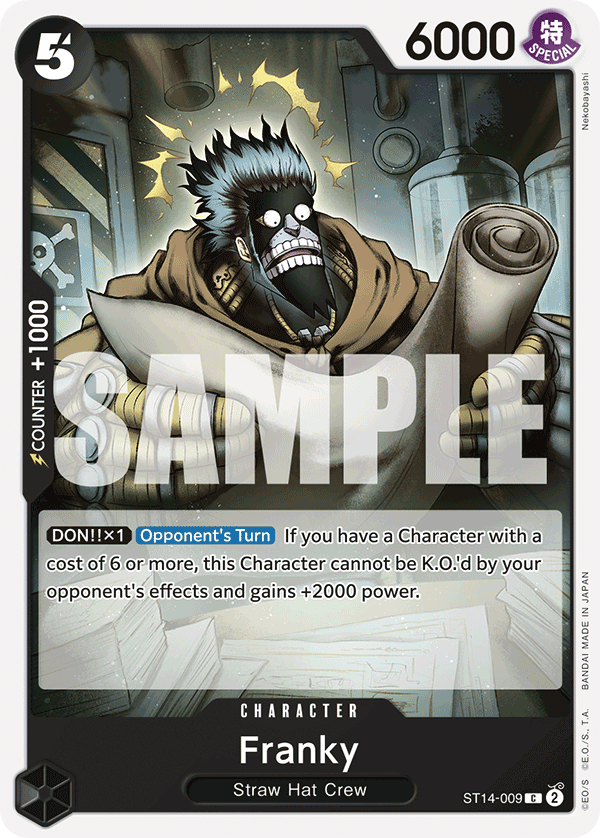 5
6000
特
SPECIAL
Nekobayashi
COUNTER +1000
SAMPLE
DON!!×1 Opponent's Turn If you have a Character with a
cost of 6 or more, this Character cannot be K.O.'d by your
opponent's effects and gains +2000 power.
CHARACTER
Franky
Straw Hat Crew
ST14-009 C 2
©EO/S ©E.O./S., T.A. BANDAI MADE IN JAPAN